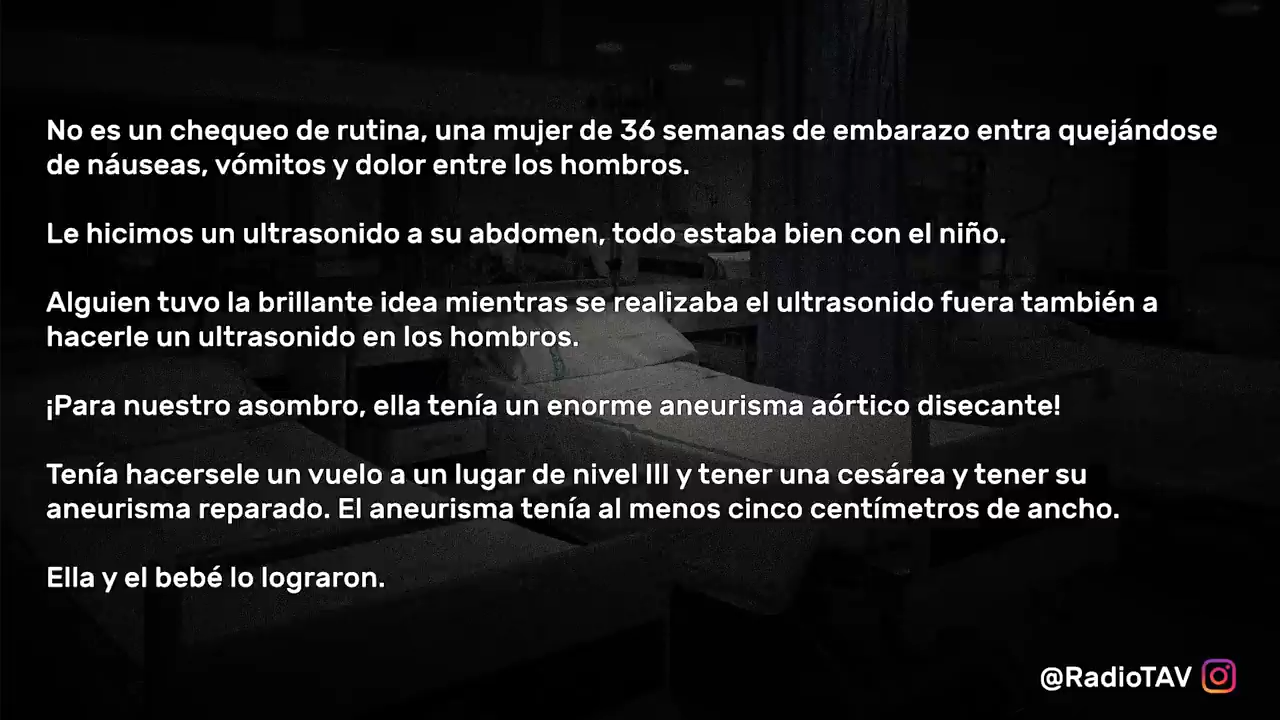 No es un chequeo de rutina, una mujer de 36 semanas de embarazo entra quejándose
de náuseas, vómitos y dolor entre los hombros.
Le hicimos un ultrasonido a su abdomen, todo estaba bien con el niño.
Alguien tuvo la brillante idea mientras se realizaba el ultrasonido fuera también a
hacerle un ultrasonido en los hombros.
¡Para nuestro asombro, ella tenía un enorme aneurisma aórtico disecante!
Tenía hacersele un vuelo a un lugar de nivel III y tener una cesárea y tener su
aneurisma reparado. El aneurisma tenía al menos cinco centímetros de ancho.
Ella y el bebé lo lograron.
@RadioTAV